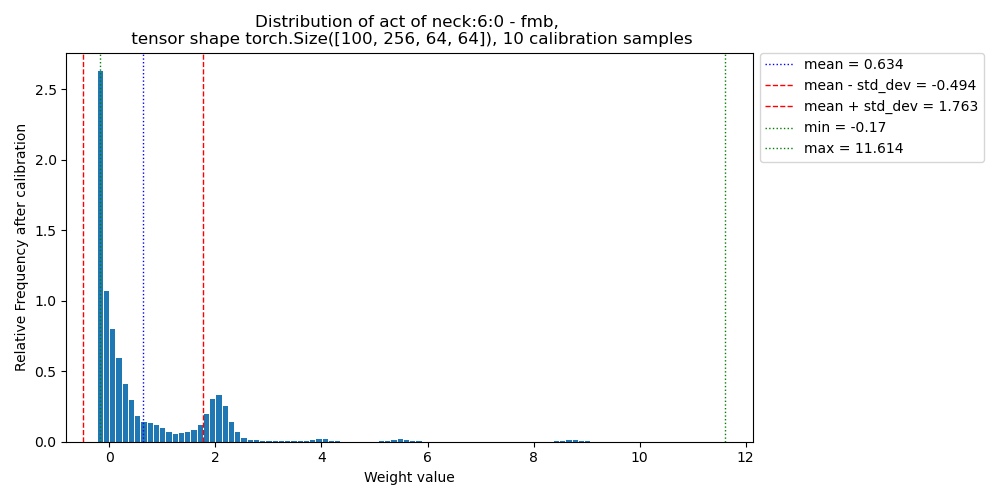 Distribution of act of neck:6:0 - fmb,
tensor shape torch.Size([100, 256, 64, 64]), 10 calibration samples
mean = 0.634
mean - std_dev = -0.494
mean + std_dev = 1.763
min = -0.17
max = 11.614
Relative Frequency after calibration
2.5
2.0
1.5
1.0
0.5
0.0
0
2
4
6
8
10
12
Weight value